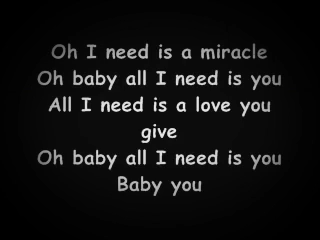 Oh I need is a miracle
Oh baby all I need is you
All I need is a love you
give
Oh baby all I need is you
Baby you